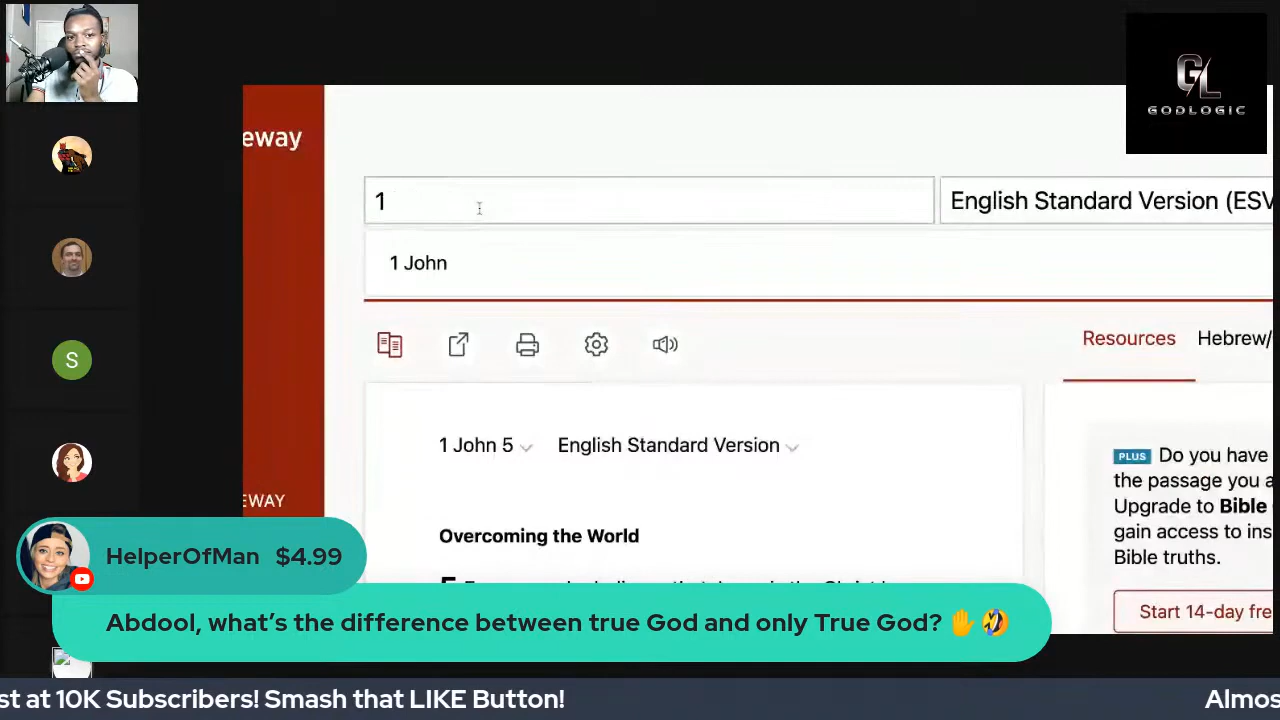 GL
GODLOGIC
eway
1
English Standard Version (ESV
1 John
Resources Hebrew/
1 John 5 English Standard Version
PLUS Do you have
the passage you a
Upgrade to Bible
gain access to ins
Bible truths.
Start 14-day fre
EWAY
Overcoming the World
S
HelperOfMan $4.99
Abdool, what's the difference between true God and only True God? ✋🤣
st at 10K Subscribers! Smash that LIKE Button! Almos